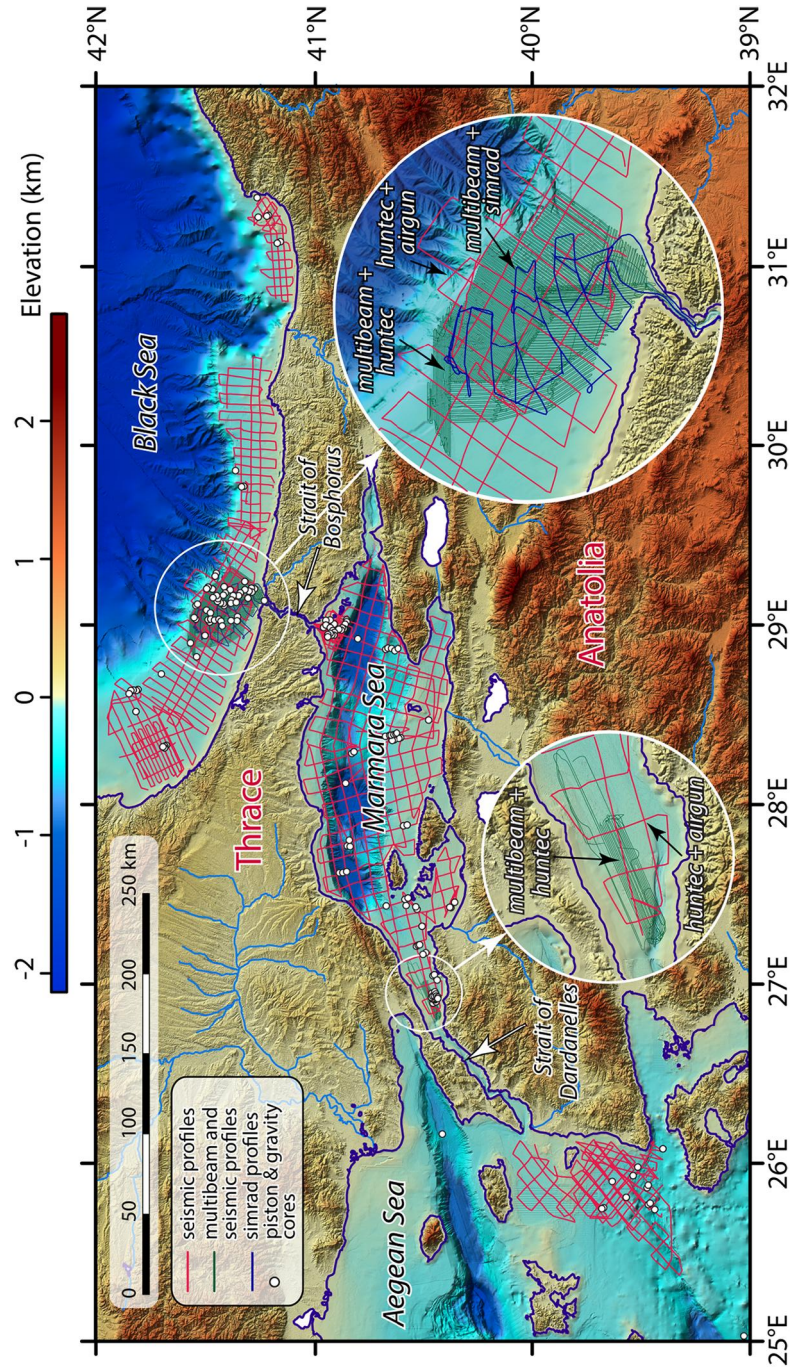 Elevation (km)
-2
-1
0
1
2
0
50
100
150
200
250 km
seismic profiles
multibeam and
seismic profiles
simrad profiles
piston & gravity
cores
Black Sea
Thrace
Strait of
Bosphorus
Marmara Sea
Aegean Sea
Strait of
Dardanelles
Anatolia
multibeam +
huntec
huntec + airgun
multibeam +
huntec
huntec +
airgun
multibeam +
simrad
42°N
41°N
40°N
39°N
25°E
26°E
27°E
28°E
29°E
30°E
31°E
32°E